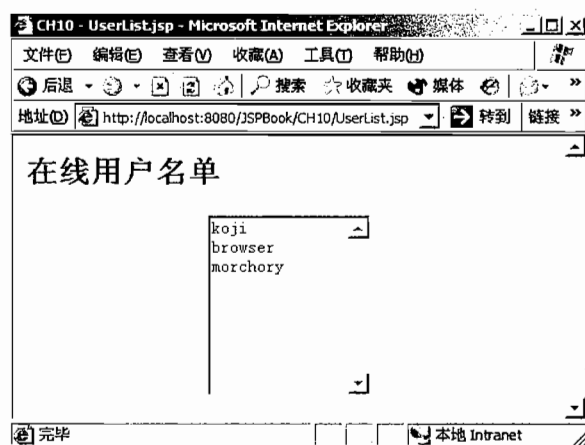 CH10 - UserList.jsp - Microsoft Internet Explorer
文件(F) 编辑(E) 查看(V) 收藏(A) 工具(T) 帮助(H)
后退 搜索 收藏夹 媒体 »
地址(D) http://localhost:8080/JSPBook/CH10/UserList.jsp 转到 链接 »
在线用户名单
koji
browser
morchory
完毕 本地 Intranet